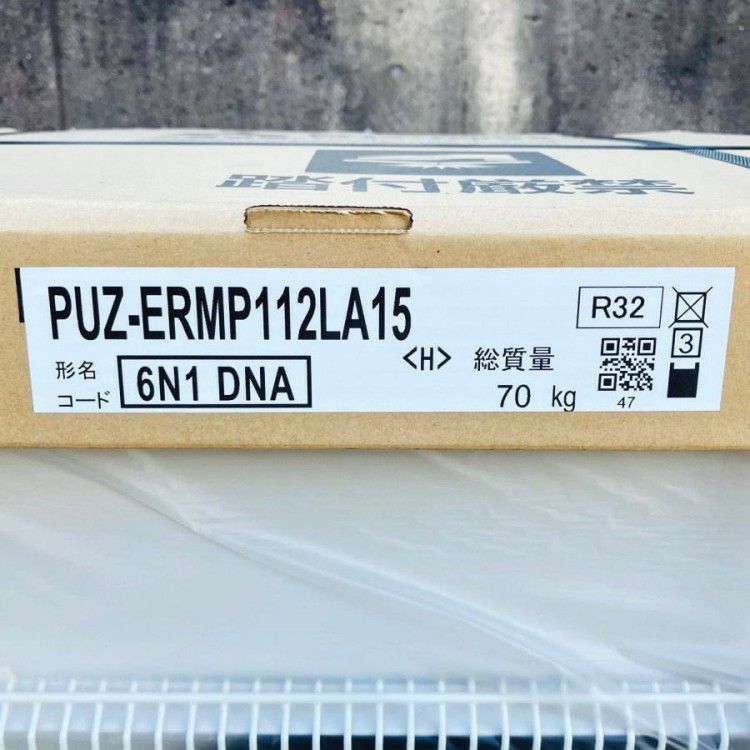 踏付厳禁
PUZ-ERMP112LA15
R32
3
<H> 総質量
形名
コード
6N1 DNA
70 kg
47